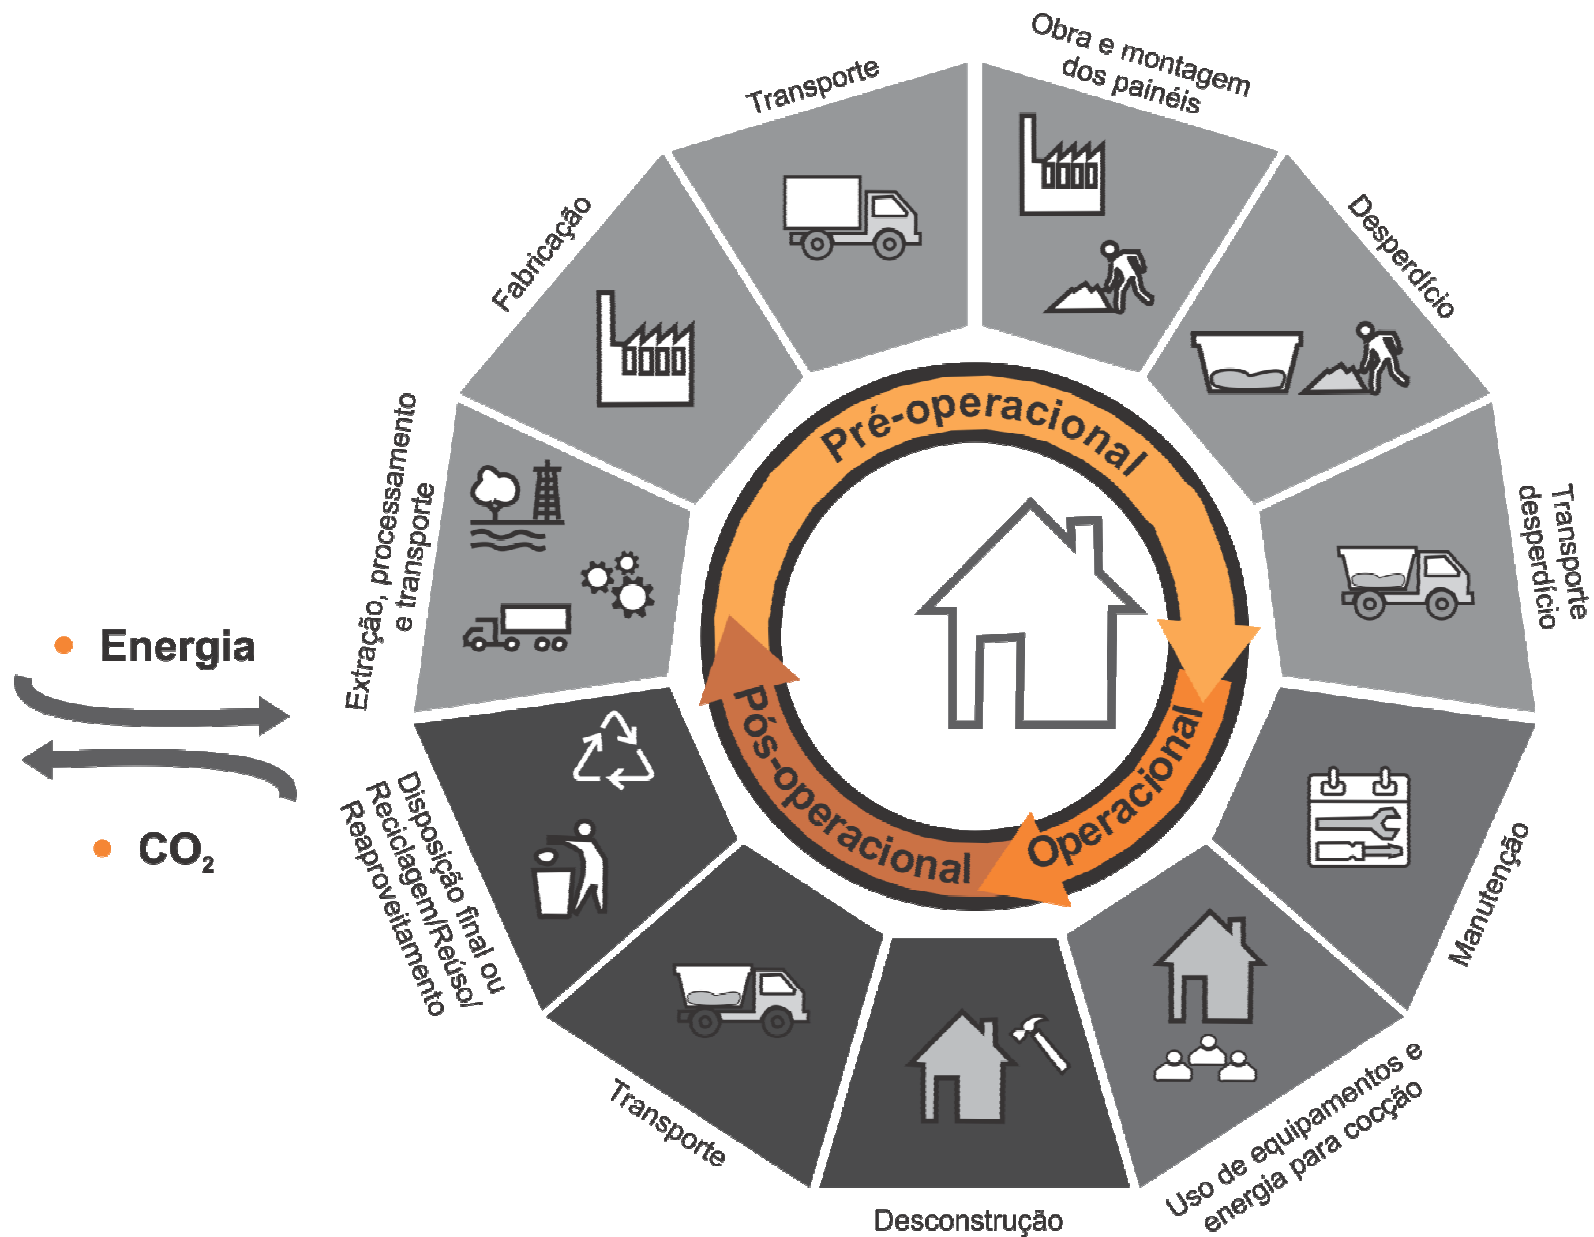 Obra e montagem
dos painéis
Transporte
Fabricação
Desperdício
Extração, processamento
e transporte
Transporte
desperdício
Pré-operacional
Operacional
Pós-operacional
Energia
CO₂
Disposição final ou
Reciclagem/Reúso/
Reaproveitamento
Manutenção
Transporte
Uso de equipamentos e
energia para cocção
Desconstrução